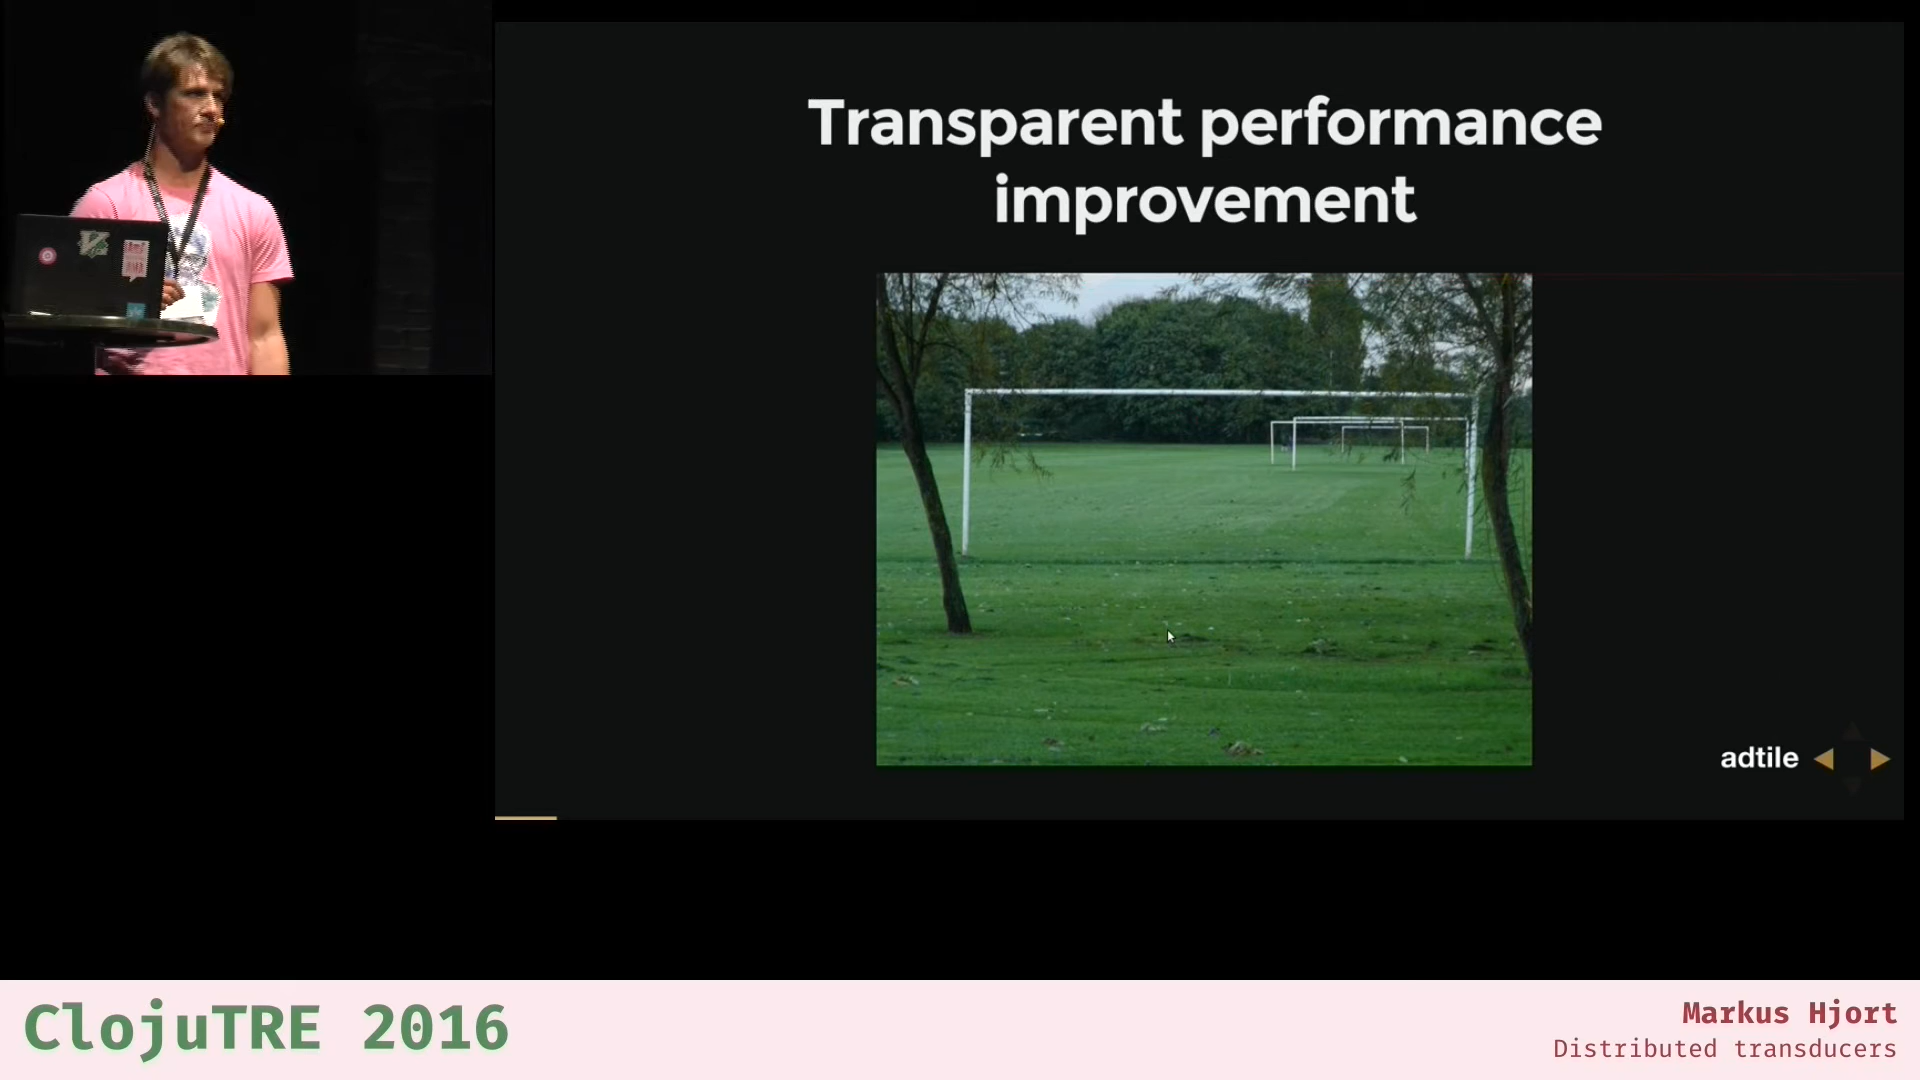 Transparent performance
improvement
adtile
ClojuTRE 2016
Markus Hjort
Distributed transducers